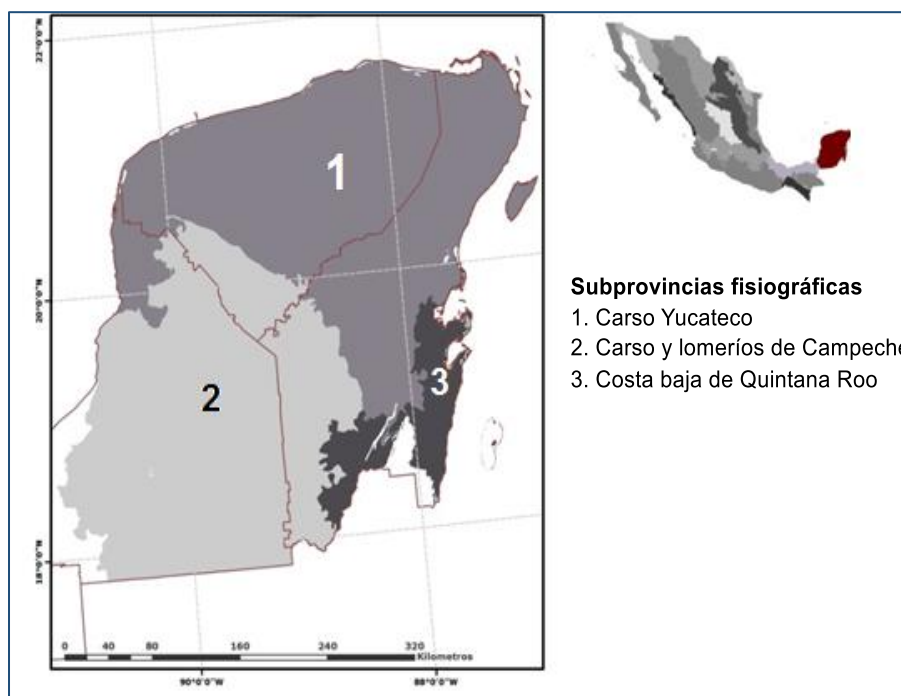 22°0'0"N
20°0'0"N
18°0'0"N
1
2
3
0 40 80 160 240 320
Kilometros
90°0'0"W 88°0'0"W
Subprovincias fisiográficas
1. Carso Yucateco
2. Carso y lomeríos de Campeche
3. Costa baja de Quintana Roo